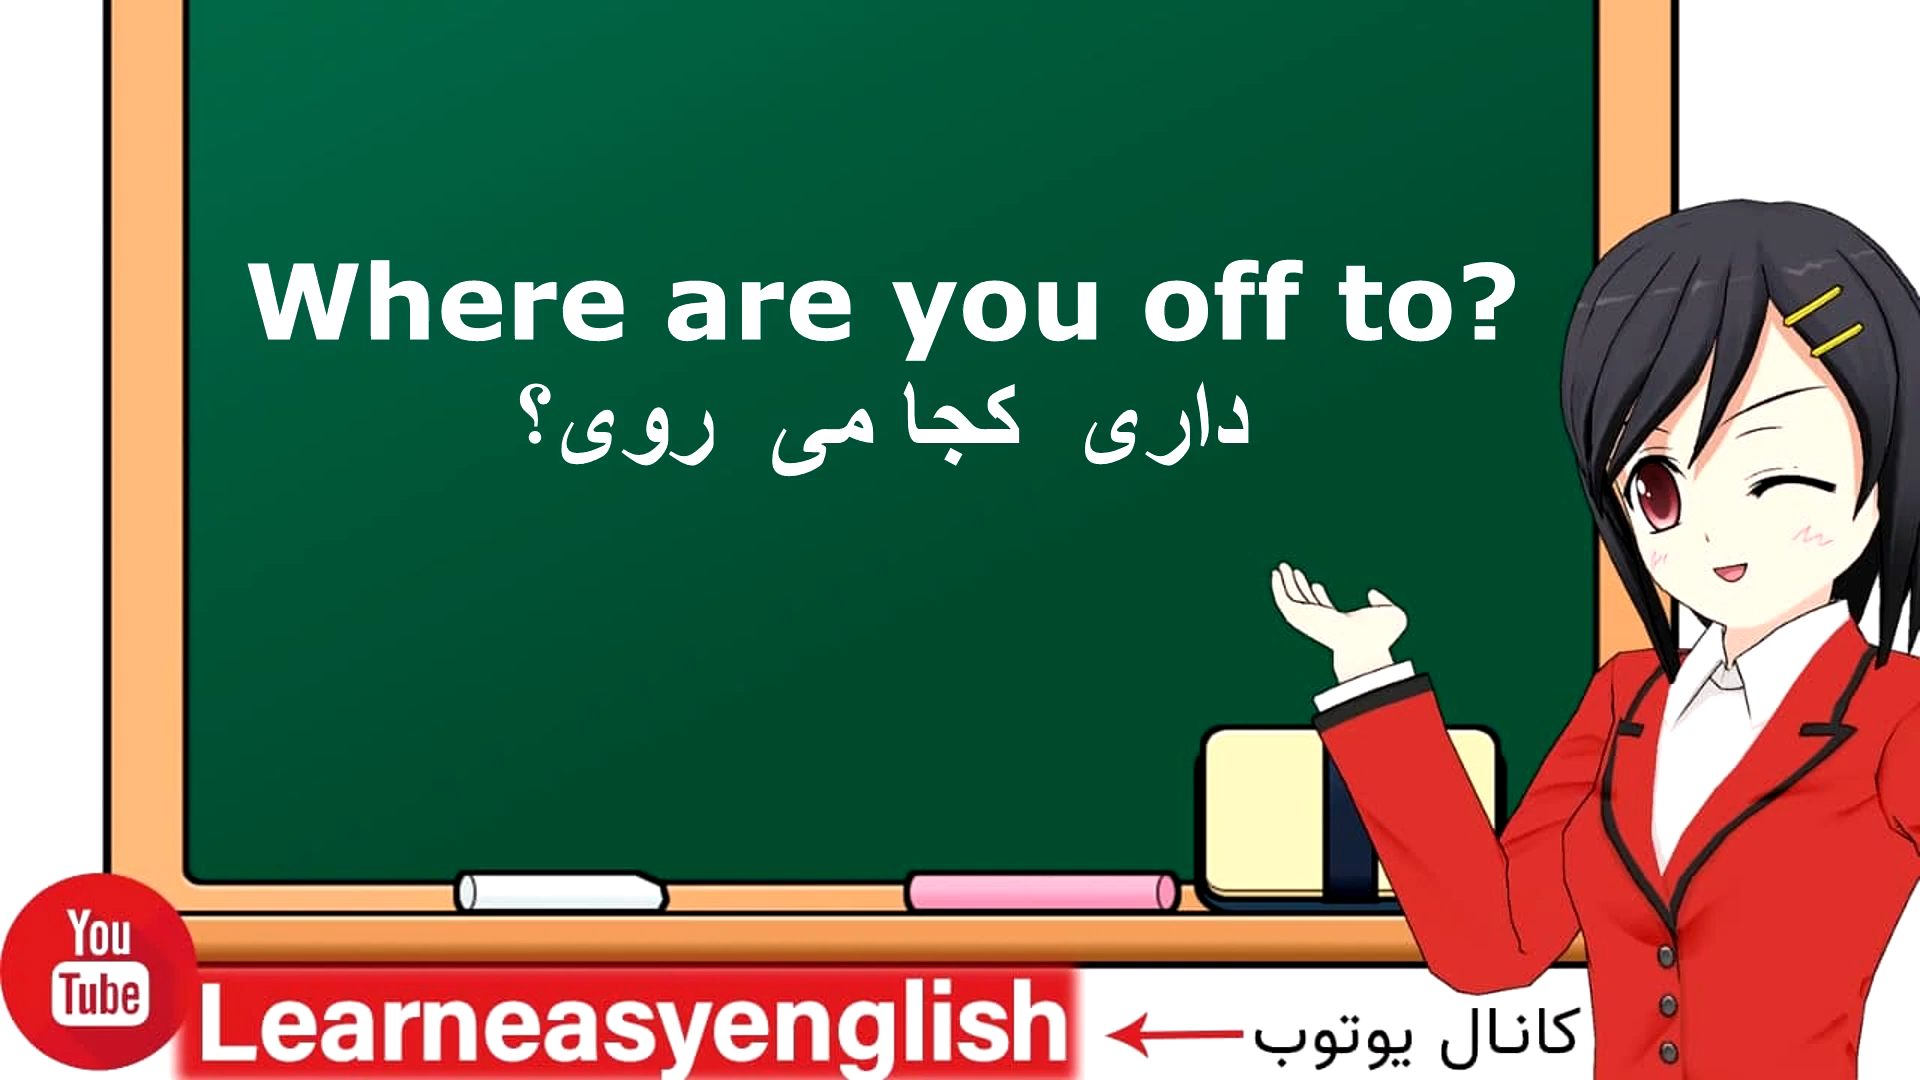 Where are you off to?
داری کجا می روی؟
You
Tube
Learneasyenglish
کانال یوتوب